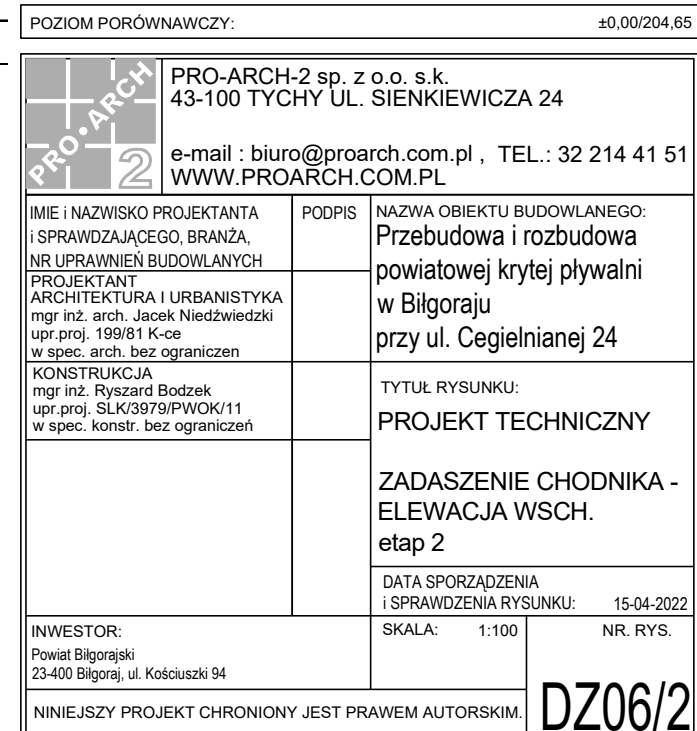 POZIOM PORÓWNAWCZY: ±0,00/204,65
PRO•ARCH 2
PRO-ARCH-2 sp. z o.o. s.k.
43-100 TYCHY UL. SIENKIEWICZA 24
e-mail : biuro@proarch.com.pl , TEL.: 32 214 41 51
WWW.PROARCH.COM.PL
IMIE i NAZWISKO PROJEKTANTA
i SPRAWDZAJĄCEGO, BRANŻA,
NR UPRAWNIEŃ BUDOWLANYCH
PODPIS
NAZWA OBIEKTU BUDOWLANEGO:
Przebudowa i rozbudowa
powiatowej krytej pływalni
w Biłgoraju
przy ul. Cegielnianej 24
PROJEKTANT
ARCHITEKTURA I URBANISTYKA
mgr inż. arch. Jacek Niedźwiedzki
upr.proj. 199/81 K-ce
w spec. arch. bez ograniczen
KONSTRUKCJA
mgr inż. Ryszard Bodzek
upr.proj. SLK/3979/PWOK/11
w spec. konstr. bez ograniczeń
TYTUŁ RYSUNKU:
PROJEKT TECHNICZNY
ZADASZENIE CHODNIKA -
ELEWACJA WSCH.
etap 2
DATA SPORZĄDZENIA
i SPRAWDZENIA RYSUNKU: 15-04-2022
INWESTOR:
Powiat Biłgorajski
23-400 Biłgoraj, ul. Kościuszki 94
SKALA: 1:100
NR. RYS.
DZ06/2
NINIEJSZY PROJEKT CHRONIONY JEST PRAWEM AUTORSKIM.